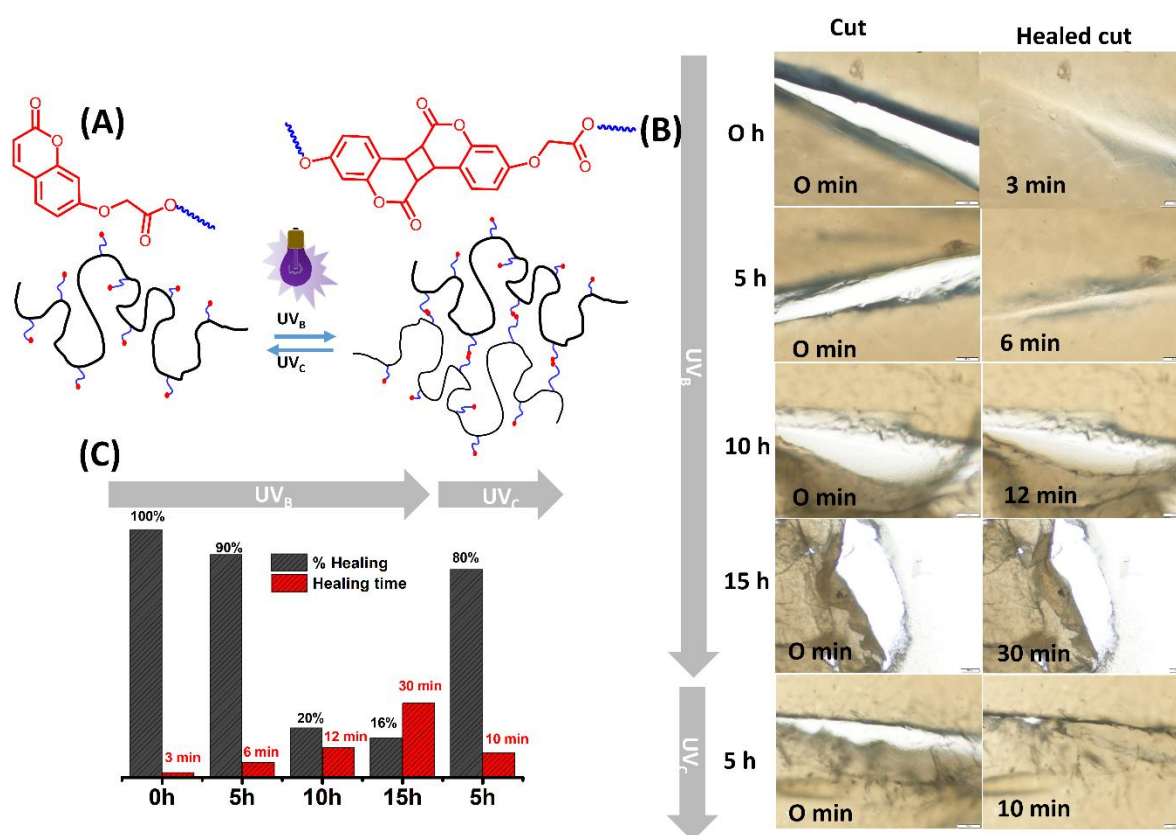 (A)
O
O
O
O
O
(B)
O
O
O
O
O
O
O
O
UVB
UVC
(C)
UVB
UVC
100%
90%
20%
16%
80%
% Healing
Healing time
3 min
6 min
12 min
30 min
10 min
0h
5h
10h
15h
5h
UVB
UVC
Cut
Healed cut
O h
O min
3 min
5 h
O min
6 min
10 h
O min
12 min
15 h
O min
30 min
5 h
O min
10 min